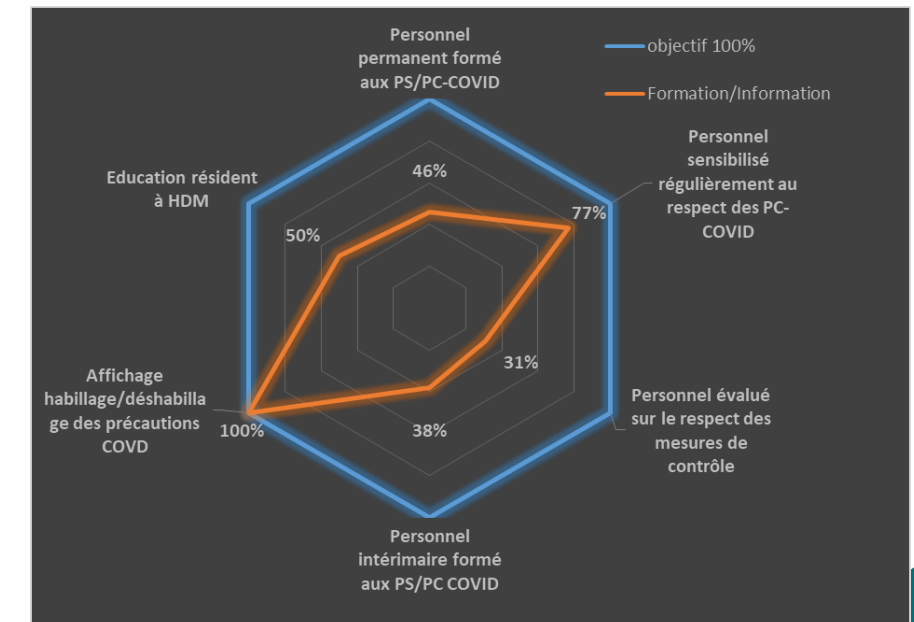 Personnel
permanent formé
aux PS/PC-COVID
objectif 100%
Formation/Information
Personnel
sensibilisé
régulièrement au
respect des PC-
COVID
Education résident
à HDM
46%
77%
50%
31%
Affichage
habillage/déshabilla
ge des précautions
COVD
100%
38%
Personnel évalué
sur le respect des
mesures de
contrôle
Personnel
intérimaire formé
aux PS/PC COVID